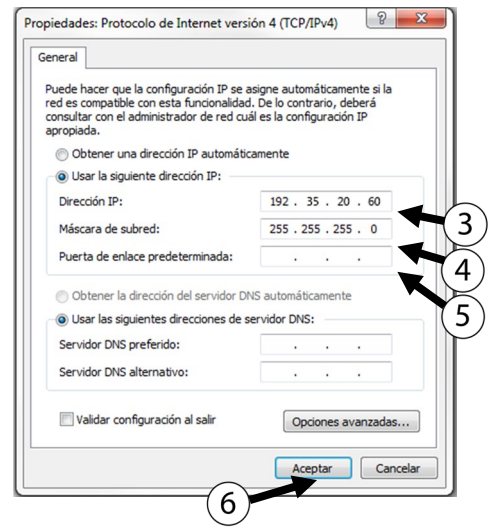 Propiedades: Protocolo de Internet versión 4 (TCP/IPv4)
?
X
General
Puede hacer que la configuración IP se asigne automáticamente si la
red es compatible con esta funcionalidad. De lo contrario, deberá
consultar con el administrador de red cuál es la configuración IP
apropiada.
Obtener una dirección IP automáticamente
Usar la siguiente dirección IP:
Dirección IP: 192 . 35 . 20 . 60
3
Máscara de subred: 255 . 255 . 255 . 0
4
Puerta de enlace predeterminada: . . .
5
Obtener la dirección del servidor DNS automáticamente
Usar las siguientes direcciones de servidor DNS:
Servidor DNS preferido: . . .
Servidor DNS alternativo: . . .
Validar configuración al salir Opciones avanzadas...
Aceptar Cancelar
6